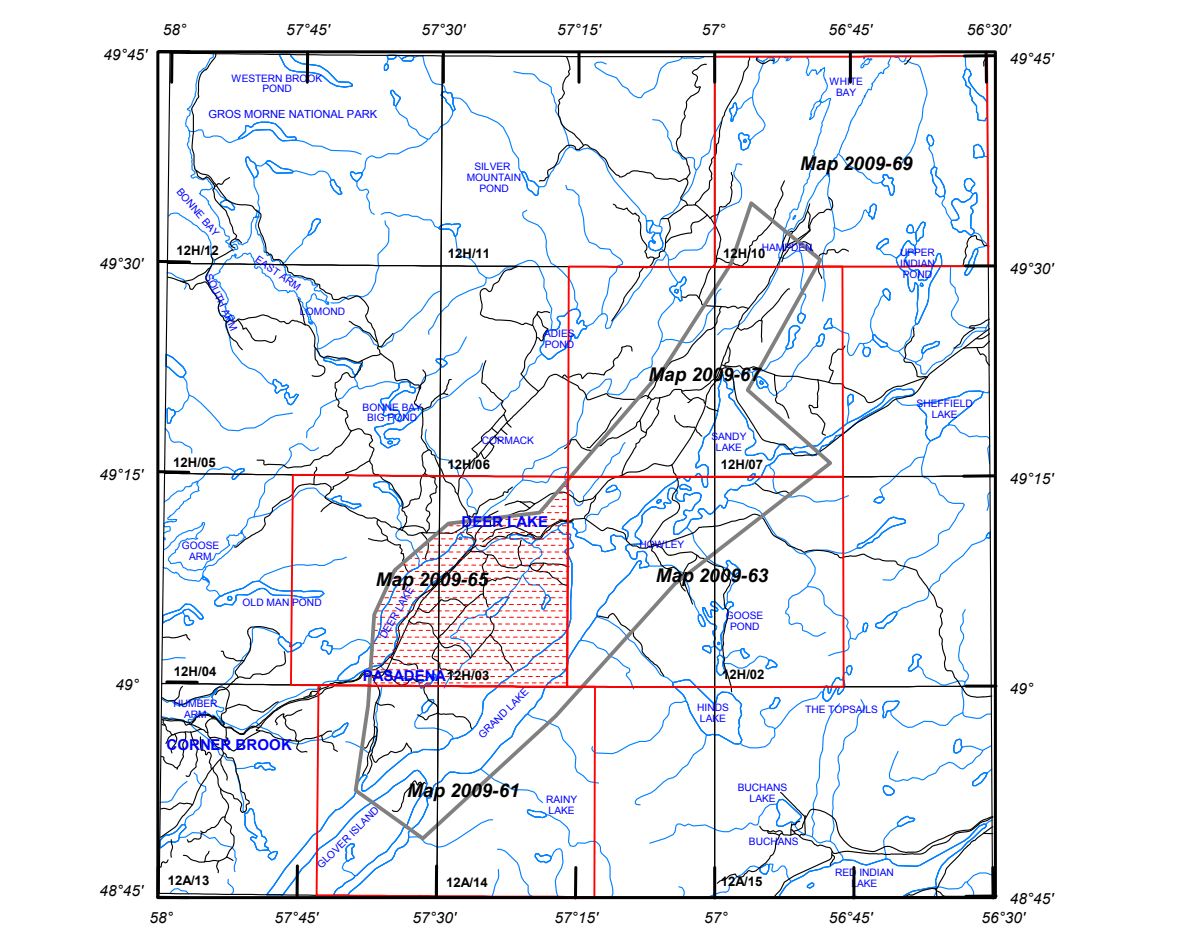 58° 57°45' 57°30' 57°15' 57° 56°45' 56°30'
49°45' 49°45'
WESTERN BROOK
POND
WHITE
BAY
GROS MORNE NATIONAL PARK
Map 2009-69
SILVER
MOUNTAIN
POND
BONNE BAY
12H/12 12H/11 12H/10
HAMPDEN
UPPER
INDIAN
POND
49°30' 49°30'
EAST ARM
SOUTH ARM
LOMOND
ADIES
POND
Map 2009-67
BONNE BAY
BIG POND
SHEFFIELD
LAKE
CORMACK
SANDY
LAKE
12H/05 12H/06 12H/07
49°15' 49°15'
DEER LAKE
GOOSE
ARM
HOWLEY
Map 2009-65 Map 2009-63
OLD MAN POND
DEER LAKE
GOOSE
POND
12H/04 PASADENA 12H/03 12H/02
49° 49°
HUMBER
ARM
GRAND LAKE
HINDS
LAKE
THE TOPSAILS
CORNER BROOK
Map 2009-61
BUCHANS
LAKE
RAINY
LAKE
GLOVER ISLAND
BUCHANS
RED INDIAN
LAKE
12A/13 12A/14 12A/15
48°45' 48°45'
58° 57°45' 57°30' 57°15' 57° 56°45' 56°30'